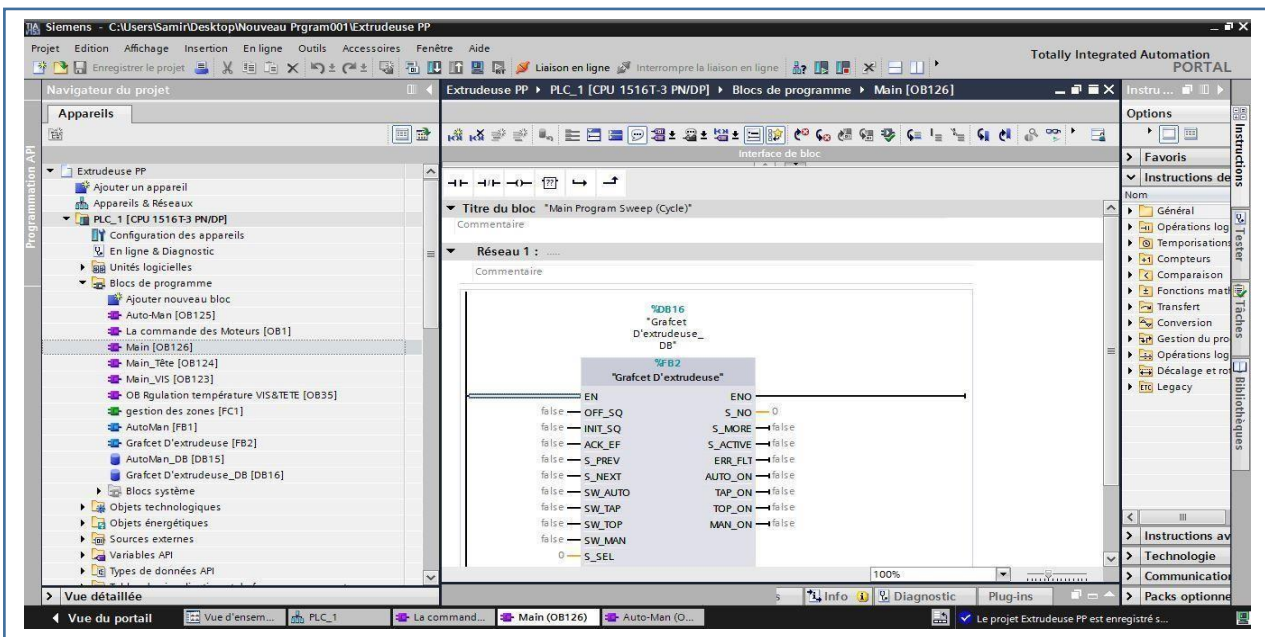 Siemens - C:\Users\Samir\Desktop\Nouveau Prgram001\Extrudeuse PP
Projet Edition Affichage Insertion En ligne Outils Accessoires Fenêtre Aide
Totally Integrated Automation
PORTAL
Enregistrer le projet
Liaison en ligne
Interrompre la liaison en ligne
Navigateur du projet
Extrudeuse PP ▸ PLC_1 [CPU 1516T-3 PN/DP] ▸ Blocs de programme ▸ Main [OB126]
Instru...
Appareils
Options
Programmation API
Interface de bloc
Extrudeuse PP
Ajouter un appareil
Appareils & Réseaux
PLC_1 [CPU 1516T-3 PN/DP]
Configuration des appareils
En ligne & Diagnostic
Unités logicielles
Blocs de programme
Ajouter nouveau bloc
Auto-Man [OB125]
La commande des Moteurs [OB1]
Main [OB126]
Main_Tête [OB124]
Main_VIS [OB123]
OB Rgulation température VIS&TETE [OB35]
gestion des zones [FC1]
AutoMan [FB1]
Grafcet D'extrudeuse [FB2]
AutoMan_DB [DB15]
Grafcet D'extrudeuse_DB [DB16]
Blocs système
Objets technologiques
Objets énergétiques
Sources externes
Variables API
Types de données API
Vue détaillée
??
Titre du bloc "Main Program Sweep (Cycle)"
Commentaire
Réseau 1 : .....
Commentaire
%DB16
"Grafcet
D'extrudeuse_
DB"
%FB2
"Grafcet D'extrudeuse"
EN ENO
false OFF_SQ S_NO 0
false INIT_SQ S_MORE false
false ACK_EF S_ACTIVE false
false S_PREV ERR_FLT false
false S_NEXT AUTO_ON false
false SW_AUTO TAP_ON false
false SW_TAP TOP_ON false
false SW_TOP MAN_ON false
false SW_MAN
0 S_SEL
100%
Info
Diagnostic
Plug-ins
Favoris
Instructions de
Nom
Général
Opérations log
Temporisations
Compteurs
Comparaison
Fonctions math
Transfert
Conversion
Gestion du pro
Opérations log
Décalage et rot
Legacy
Instructions av
Technologie
Communication
Packs optionne
Instructions
Tester
Tâches
Bibliothèques
Vue du portail
Vue d'ensem...
PLC_1
La command...
Main (OB126)
Auto-Man (O...
Le projet Extrudeuse PP est enregistré s...